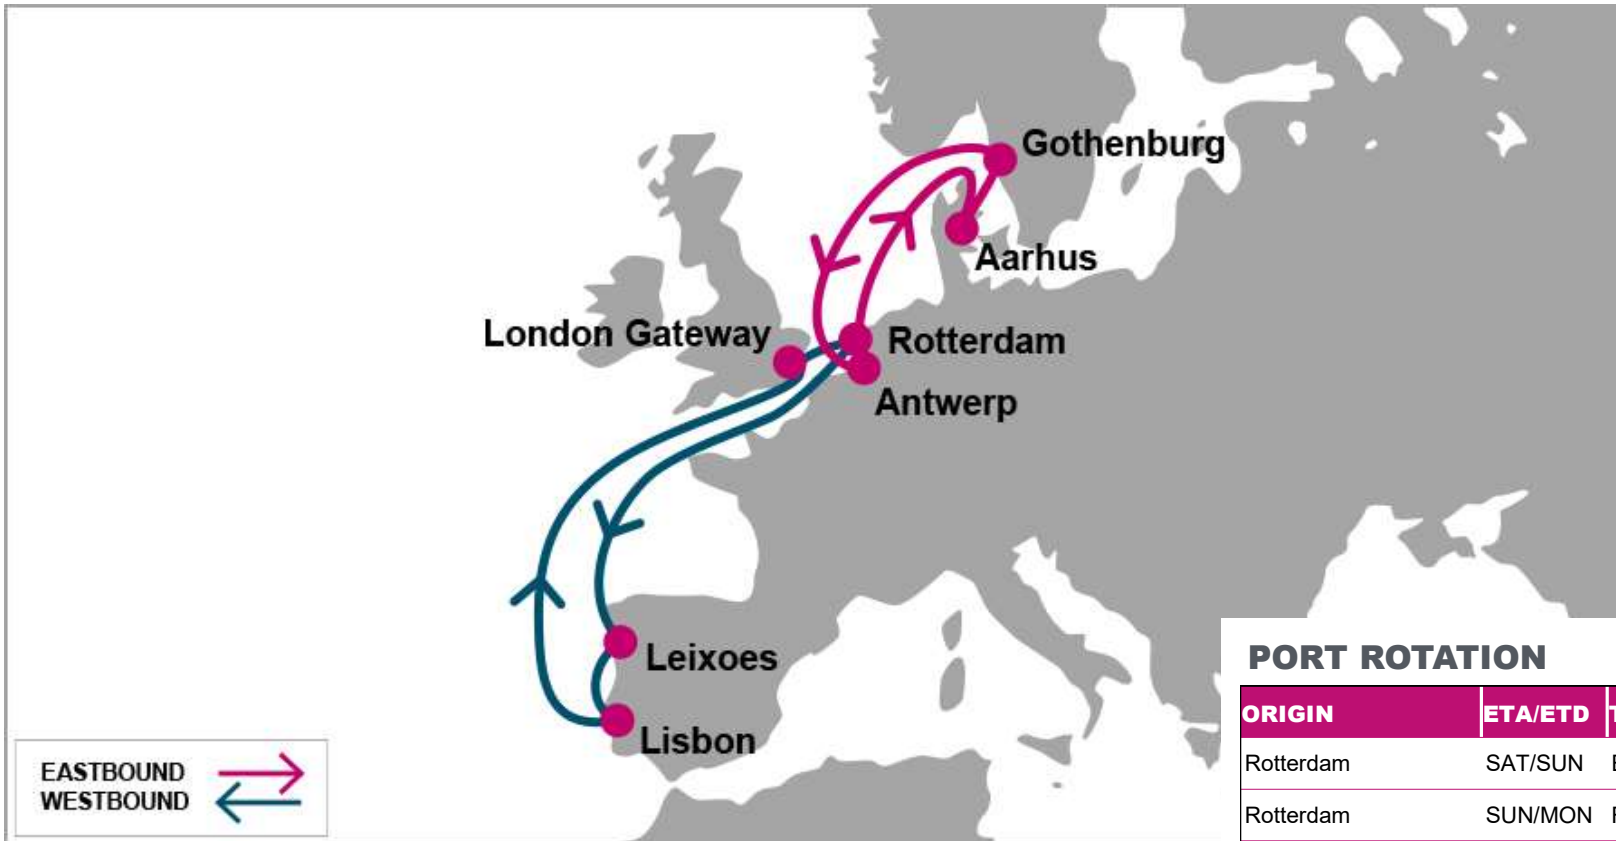 Gothenburg
Aarhus
London Gateway
Rotterdam
Antwerp
Leixoes
Lisbon
EASTBOUND
WESTBOUND
PORT ROTATION
ORIGIN ETA/ETD
Rotterdam SAT/SUN
Rotterdam SUN/MON